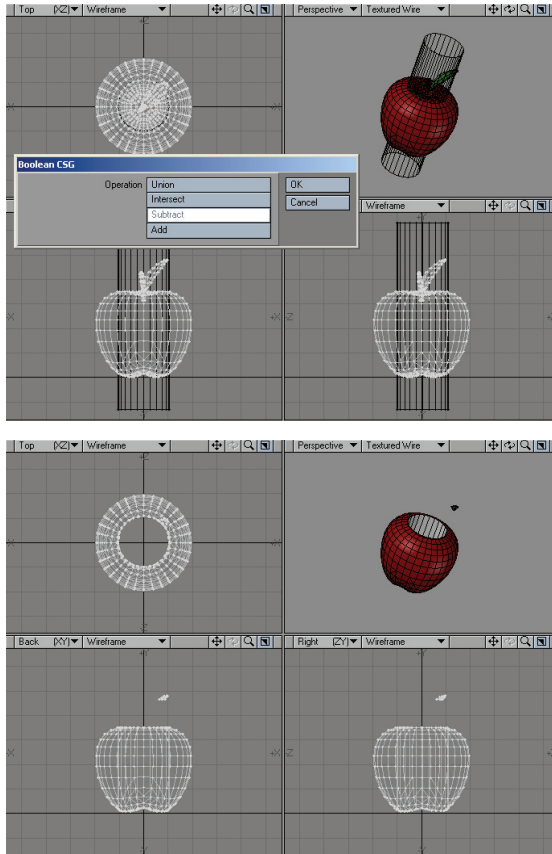 Top (XZ) Wireframe
Perspective Textured Wire
Boolean CSG
Operation Union OK
Intersect Cancel
Subtract
Add
Wireframe
Top (XZ) Wireframe
Perspective Textured Wire
Back (XY) Wireframe
Right (ZY) Wireframe